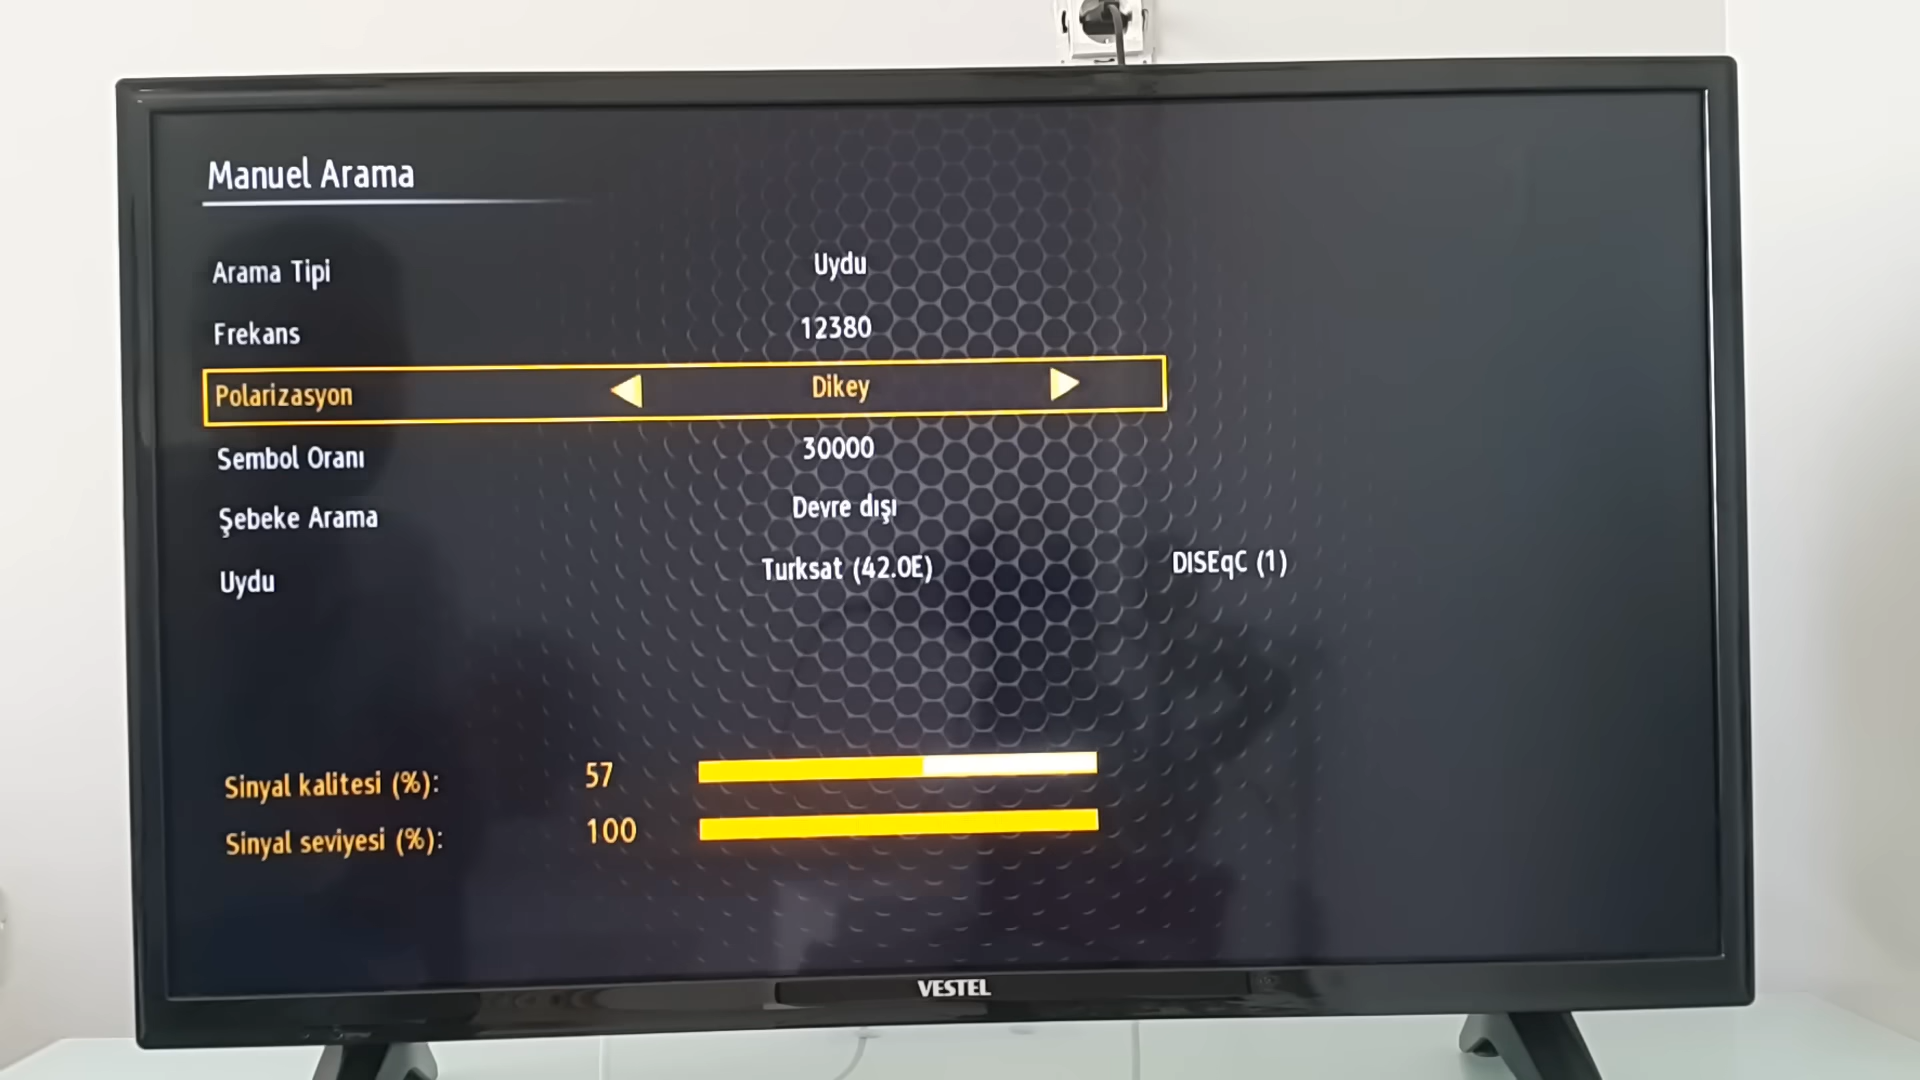 Manuel Arama
Arama Tipi Uydu
Frekans 12380
Polarizasyon Dikey
Sembol Oranı 30000
Şebeke Arama Devre dışı
Uydu Turksat (42.0E) DISEqC (1)
Sinyal kalitesi (%): 57
Sinyal seviyesi (%): 100
VESTEL